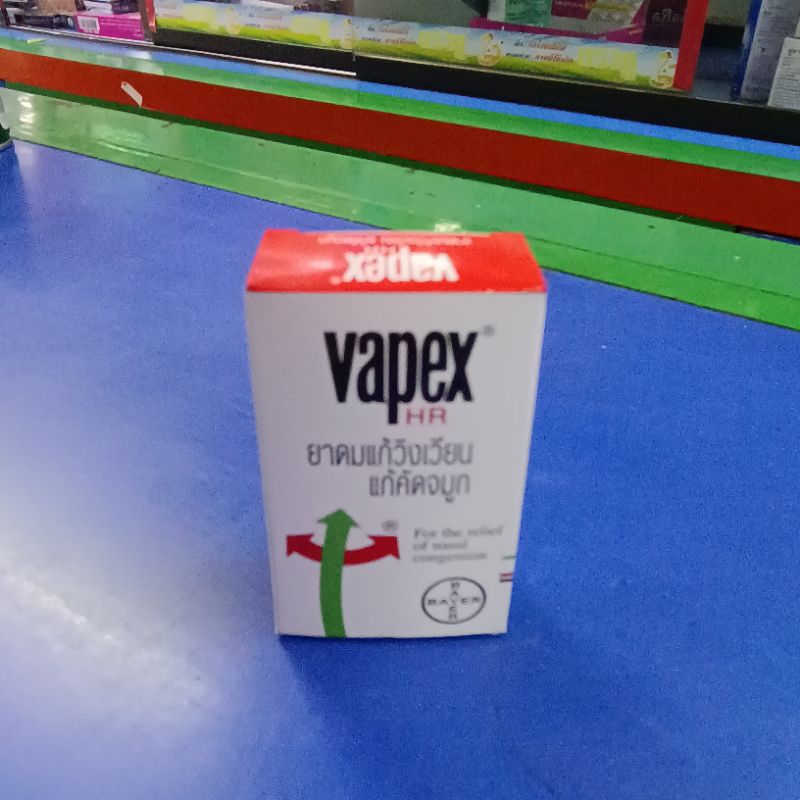 vapex
vapex®
HR
ยาดมแก้วิงเวียน
แก้คัดจมูก
®
For the relief
of nasal
congestion
BAYER
BAYER